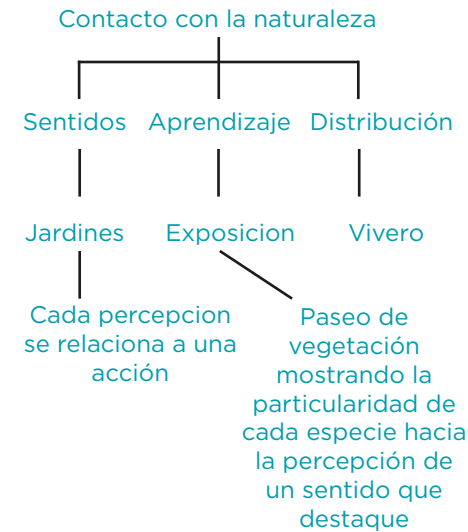 Contacto con la naturaleza
Sentidos Aprendizaje Distribución
Jardines Exposicion Vivero
Cada percepcion
se relaciona a una
acción
Paseo de
vegetación
mostrando la
particularidad de
cada especie hacia
la percepción de
un sentido que
destaque